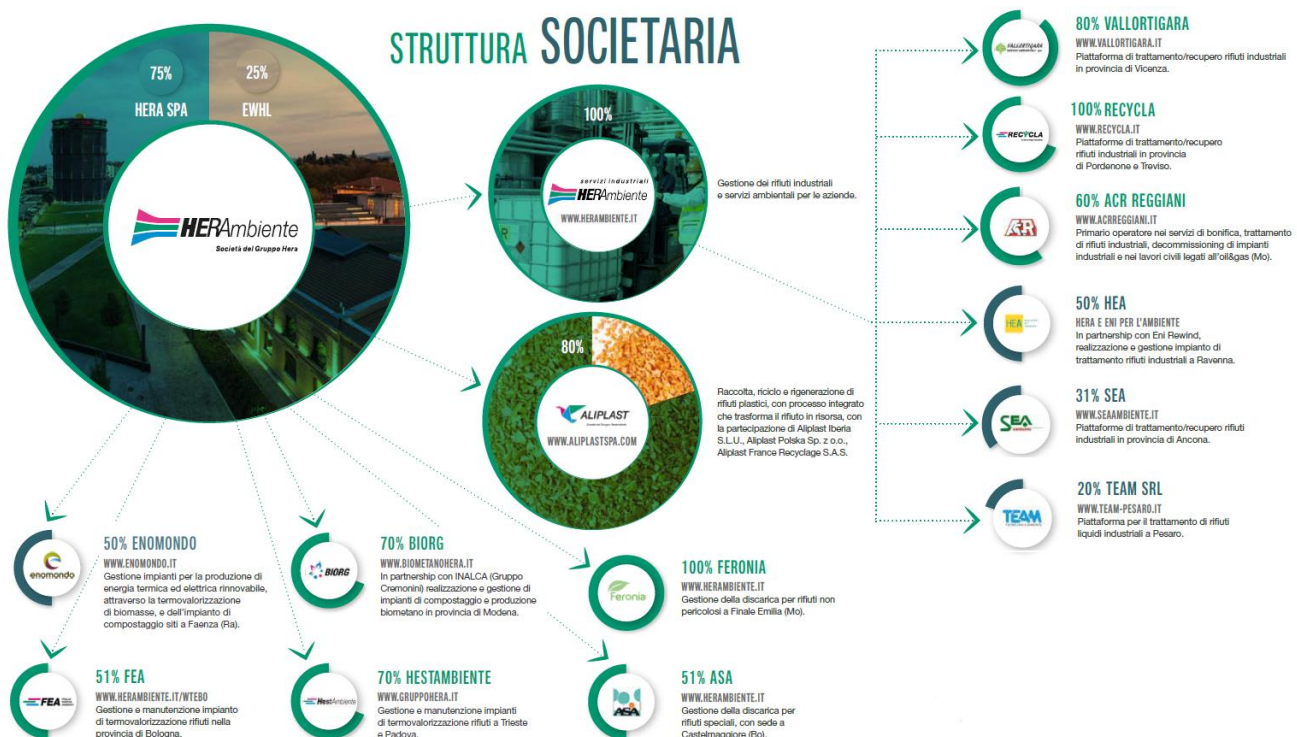 STRUTTURA SOCIETARIA
75%
HERA SPA
25%
EWHL
HERAmbiente
Società del Gruppo Hera
100%
servizi industriali
HERAmbiente
WWW.HERAMBIENTE.IT
Gestione dei rifiuti industriali
e servizi ambientali per le aziende.
80%
ALIPLAST
WWW.ALIPLASTSPA.COM
Raccolta, riciclo e rigenerazione di
rifiuti plastici, con processo integrato
che trasforma il rifiuto in risorsa, con
la partecipazione di Aliplast Iberia
S.L.U., Aliplast Polska Sp. z o.o.,
Aliplast France Recyclage S.A.S.
VALLORTIGARA
80% VALLORTIGARA
WWW.VALLORTIGARA.IT
Piattaforma di trattamento/recupero rifiuti industriali
in provincia di Vicenza.
RECYCLA
100% RECYCLA
WWW.RECYCLA.IT
Piattaforme di trattamento/recupero
rifiuti industriali in provincia
di Pordenone e Treviso.
ACR
60% ACR REGGIANI
WWW.ACRREGGIANI.IT
Primario operatore nei servizi di bonifica, trattamento
di rifiuti industriali, decommissioning di impianti
industriali e nei lavori civili legati all'oil&gas (Mo).
HEA
50% HEA
HERA E ENI PER L'AMBIENTE
In partnership con Eni Rewind,
realizzazione e gestione impianto di
trattamento rifiuti industriali a Ravenna.
SEA
31% SEA
WWW.SEAAMBIENTE.IT
Piattaforme di trattamento/recupero rifiuti
industriali in provincia di Ancona.
TEAM
20% TEAM SRL
WWW.TEAM-PESARO.IT
Piattaforma per il trattamento di rifiuti
liquidi industriali a Pesaro.
enomondo
50% ENOMONDO
WWW.ENOMONDO.IT
Gestione impianti per la produzione di
energia termica ed elettrica rinnovabile,
attraverso la termovalorizzazione
di biomasse, e dell'impianto di
compostaggio siti a Faenza (Ra).
BIORG
70% BIORG
WWW.BIOMETANOHERA.IT
In partnership con INALCA (Gruppo
Cremonini) realizzazione e gestione di
impianti di compostaggio e produzione
biometano in provincia di Modena.
Feronia
100% FERONIA
WWW.HERAMBIENTE.IT
Gestione della discarica per rifiuti non
pericolosi a Finale Emilia (Mo).
FEA
51% FEA
WWW.HERAMBIENTE.IT/WTEBO
Gestione e manutenzione impianto
di termovalorizzazione rifiuti nella
provincia di Bologna.
HestAmbiente
70% HESTAMBIENTE
WWW.GRUPPOHERA.IT
Gestione e manutenzione impianti
di termovalorizzazione rifiuti a Trieste
e Padova.
ASA
51% ASA
WWW.HERAMBIENTE.IT
Gestione della discarica per
rifiuti speciali, con sede a
Castelmaggiore (Bo).